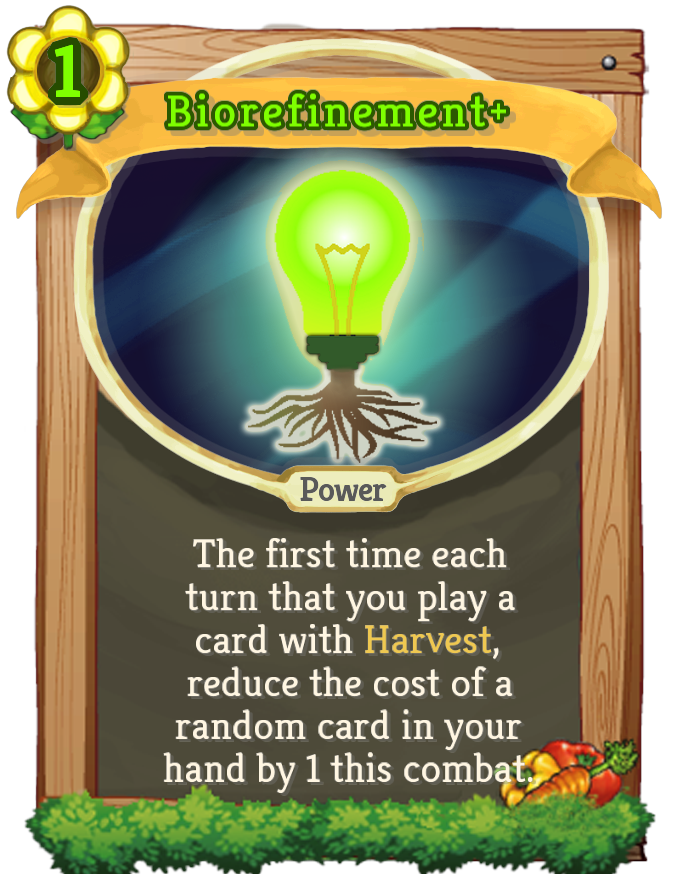 1
Biorefinement+
Power
The first time each
turn that you play a
card with Harvest,
reduce the cost of a
random card in your
hand by 1 this combat.